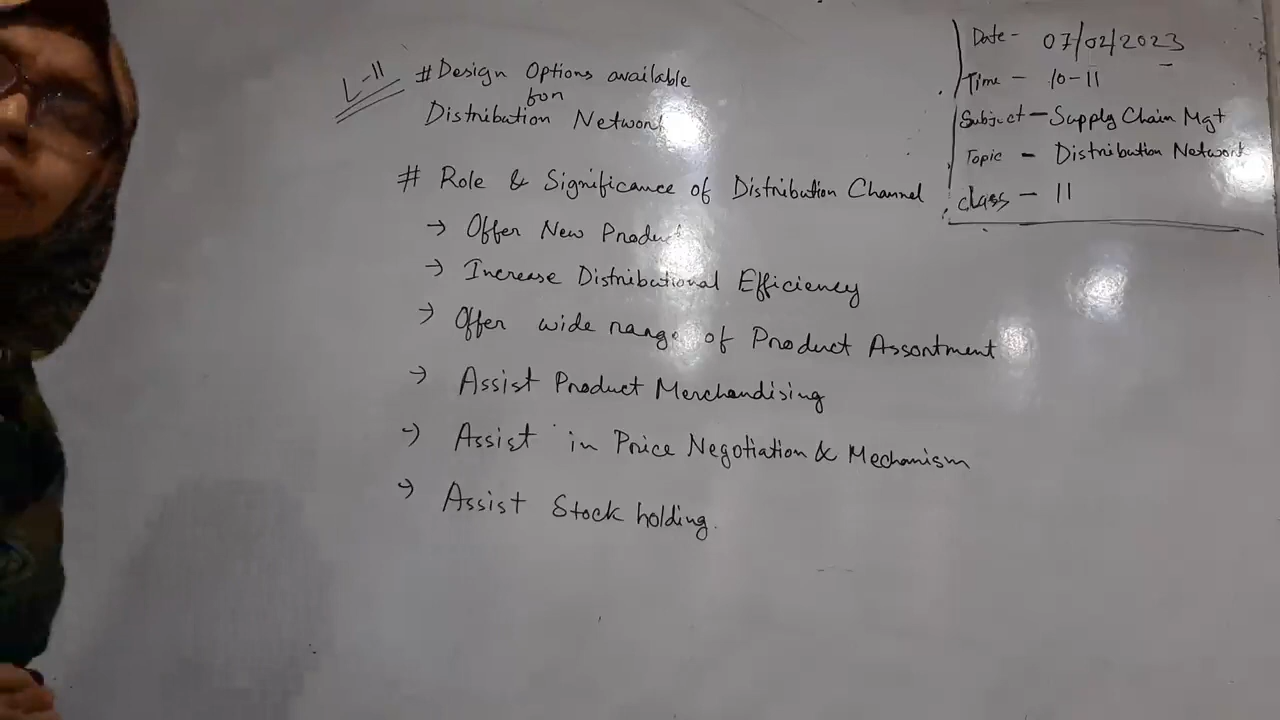 L-11 # Design Options available
for
Distribution Network
Date - 07/02/2023
Time - 10-11
Subject - Supply Chain Mgt
Topic - Distribution Network
Class - 11
# Role & Significance of Distribution Channel
→ Offer New Product
→ Increase Distributional Efficiency
→ Offer wide range of Product Assortment
→ Assist Product Merchandising
→ Assist in Price Negotiation & Mechanism
→ Assist Stock holding.